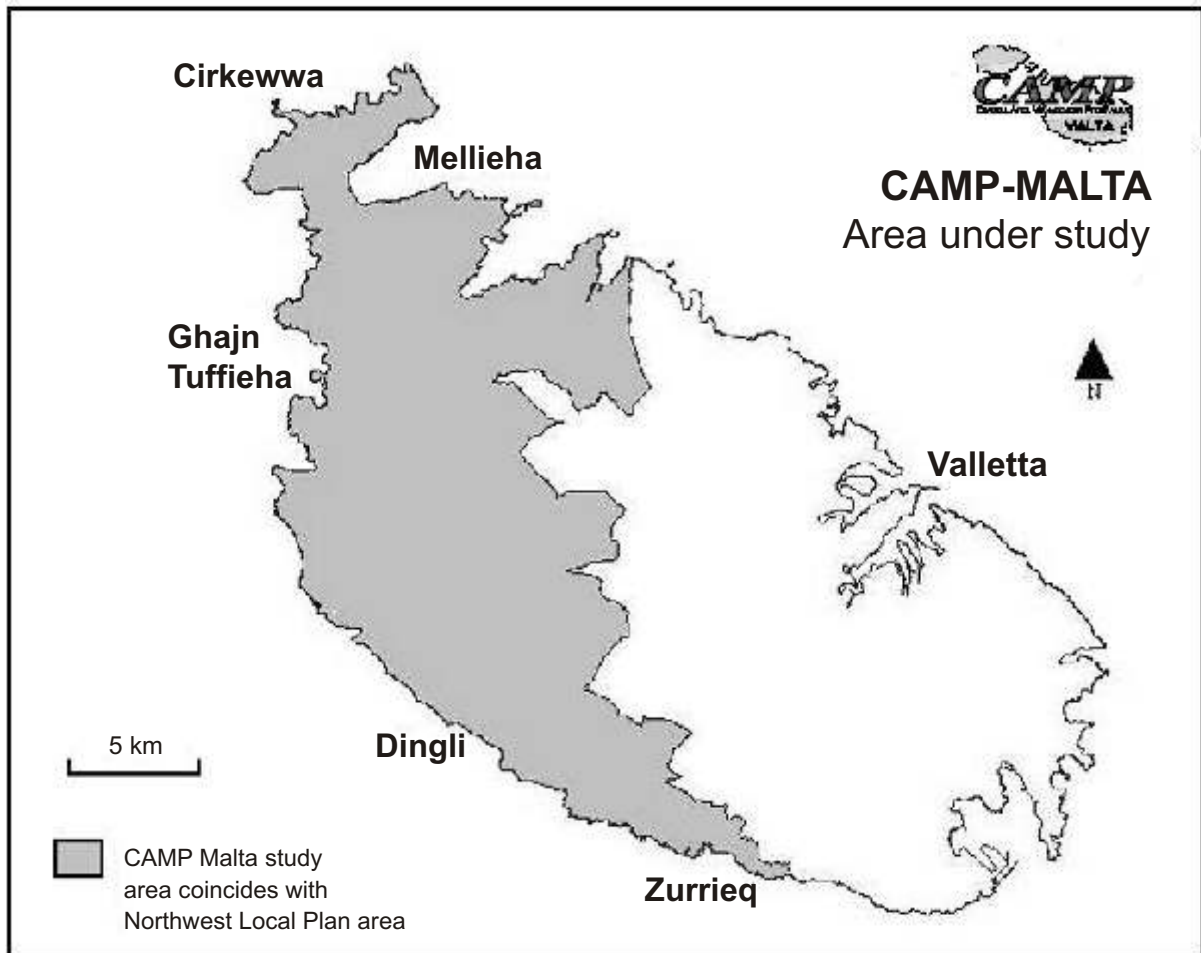 Cirkewwa
CAMP
MALTA
Mellieha
CAMP-MALTA
Area under study
Ghajn
Tuffieha
N
Valletta
5 km
Dingli
CAMP Malta study
area coincides with
Northwest Local Plan area
Zurrieq